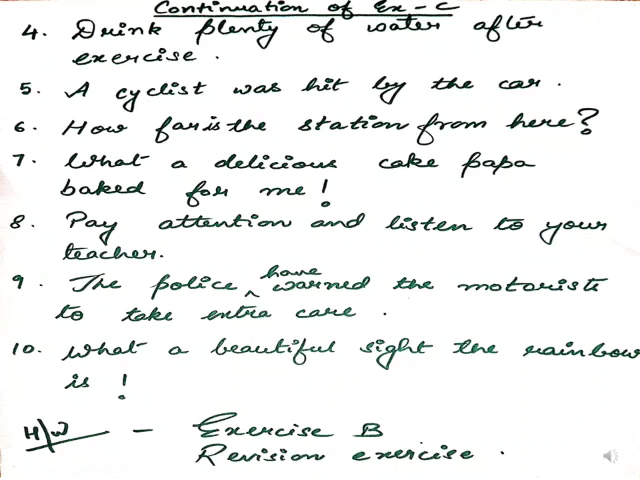 Continuation of Ex - C
4. Drink plenty of water after
exercise.
5. A cyclist was hit by the car.
6. How far is the station from here?
7. What a delicious cake papa
baked for me!
8. Pay attention and listen to your
teacher.
9. The police have warned the motorists
to take extra care.
10. What a beautiful sight the rainbow
is!
H/W - Exercise B
Revision exercise.